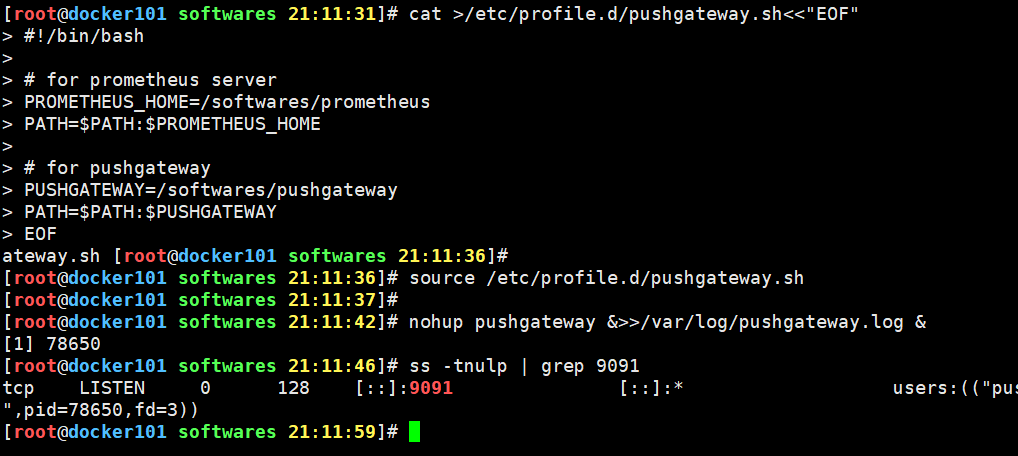 [root@docker101 softwares 21:11:31]# cat >/etc/profile.d/pushgateway.sh<<"EOF"
> #!/bin/bash
>
> # for prometheus server
> PROMETHEUS_HOME=/softwares/prometheus
> PATH=$PATH:$PROMETHEUS_HOME
>
> # for pushgateway
> PUSHGATEWAY=/softwares/pushgateway
> PATH=$PATH:$PUSHGATEWAY
> EOF
ateway.sh [root@docker101 softwares 21:11:36]#
[root@docker101 softwares 21:11:36]# source /etc/profile.d/pushgateway.sh
[root@docker101 softwares 21:11:37]#
[root@docker101 softwares 21:11:42]# nohup pushgateway &>>/var/log/pushgateway.log &
[1] 78650
[root@docker101 softwares 21:11:46]# ss -tnulp | grep 9091
tcp    LISTEN     0      128    [::]:9091               [::]:*                   users:(("pus
",pid=78650,fd=3))
[root@docker101 softwares 21:11:59]#